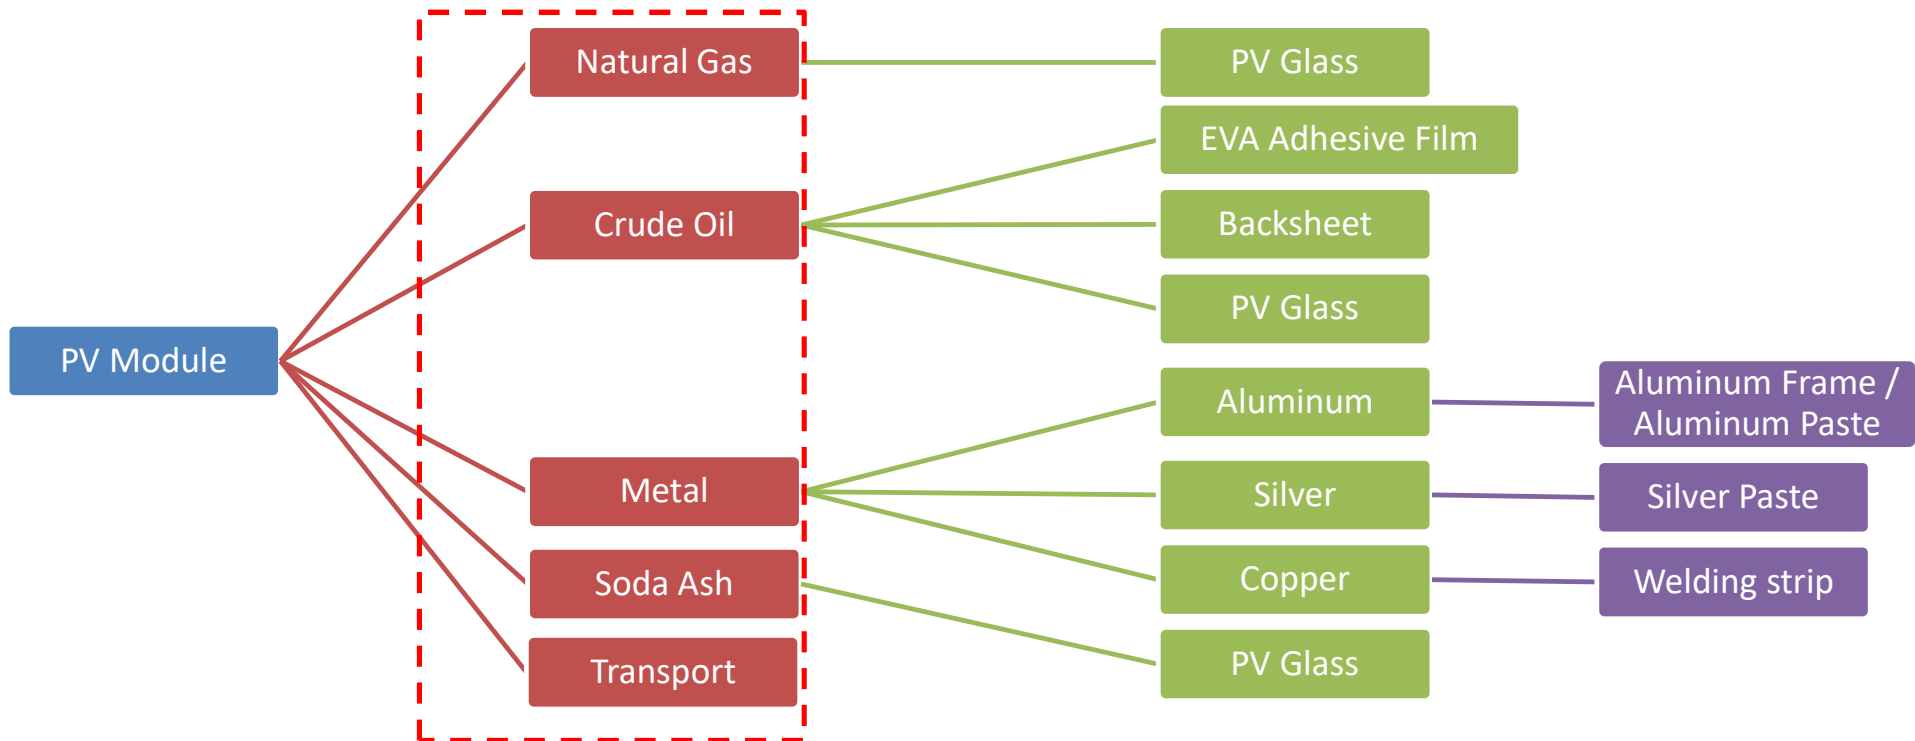 Natural Gas
PV Glass
EVA Adhesive Film
Crude Oil
Backsheet
PV Glass
PV Module
Aluminum
Aluminum Frame /
Aluminum Paste
Metal
Silver
Silver Paste
Soda Ash
Copper
Welding strip
Transport
PV Glass